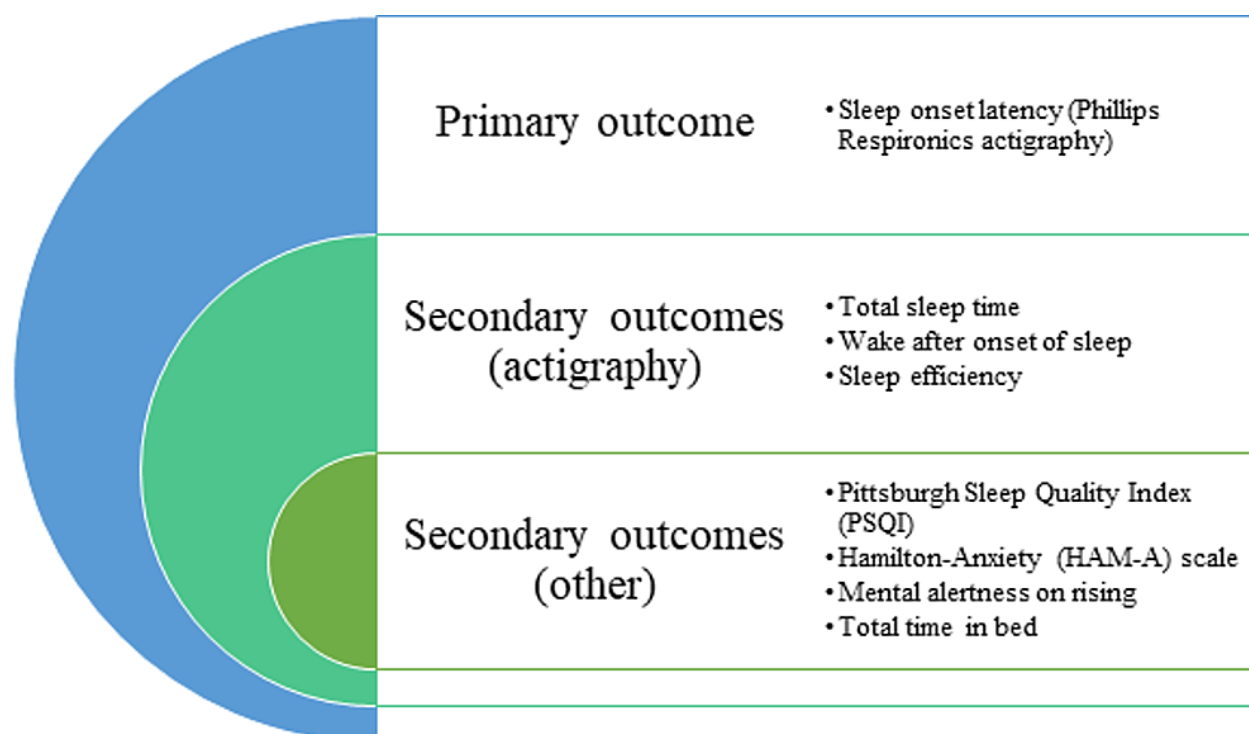 Primary outcome
• Sleep onset latency (Phillips
Respironics actigraphy)
Secondary outcomes
(actigraphy)
• Total sleep time
• Wake after onset of sleep
• Sleep efficiency
Secondary outcomes
(other)
• Pittsburgh Sleep Quality Index
(PSQI)
• Hamilton-Anxiety (HAM-A) scale
• Mental alertness on rising
• Total time in bed